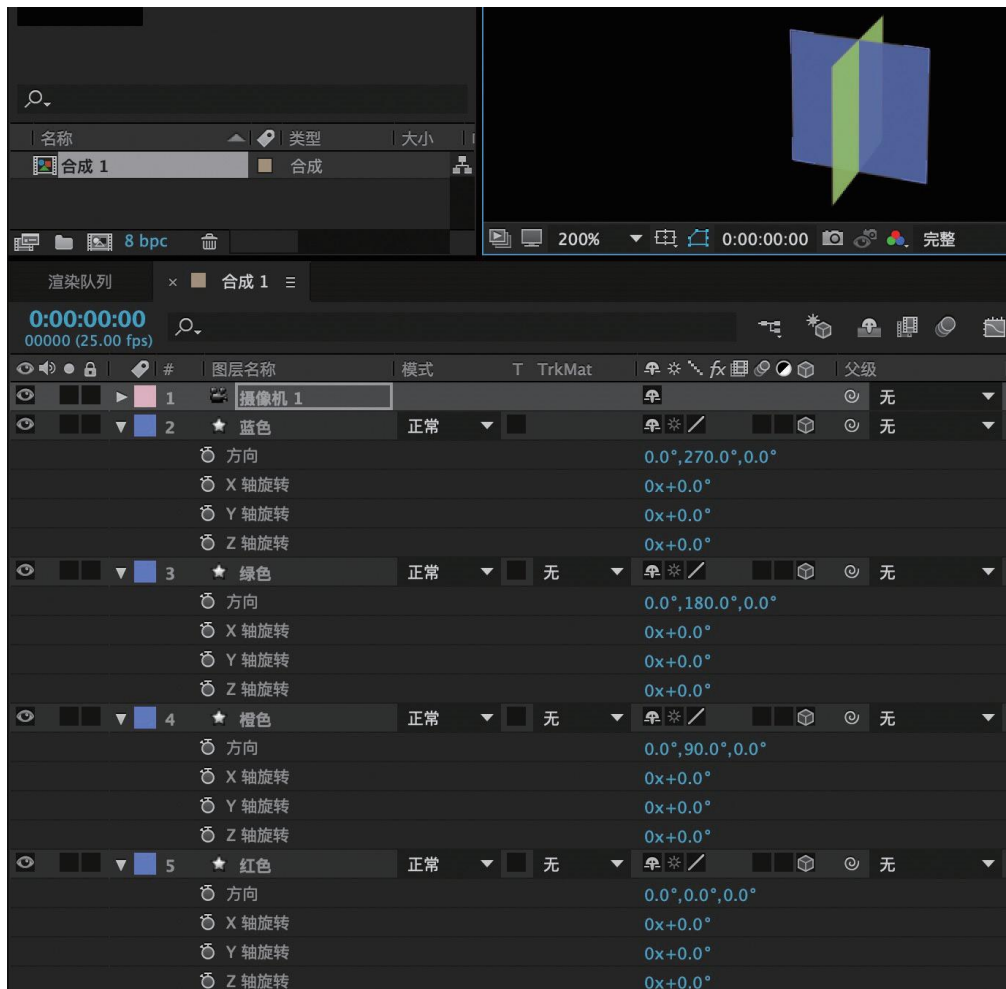 名称 类型 大小
合成 1 合成
8 bpc
200% 0:00:00:00 完整
渲染队列 × 合成 1
0:00:00:00
00000 (25.00 fps)
# 图层名称 模式 T TrkMat fx 父级
1 摄像机 1 无
2 蓝色 正常 无
方向 0.0°,270.0°,0.0°
X 轴旋转 0x+0.0°
Y 轴旋转 0x+0.0°
Z 轴旋转 0x+0.0°
3 绿色 正常 无 无
方向 0.0°,180.0°,0.0°
X 轴旋转 0x+0.0°
Y 轴旋转 0x+0.0°
Z 轴旋转 0x+0.0°
4 橙色 正常 无 无
方向 0.0°,90.0°,0.0°
X 轴旋转 0x+0.0°
Y 轴旋转 0x+0.0°
Z 轴旋转 0x+0.0°
5 红色 正常 无 无
方向 0.0°,0.0°,0.0°
X 轴旋转 0x+0.0°
Y 轴旋转 0x+0.0°
Z 轴旋转 0x+0.0°